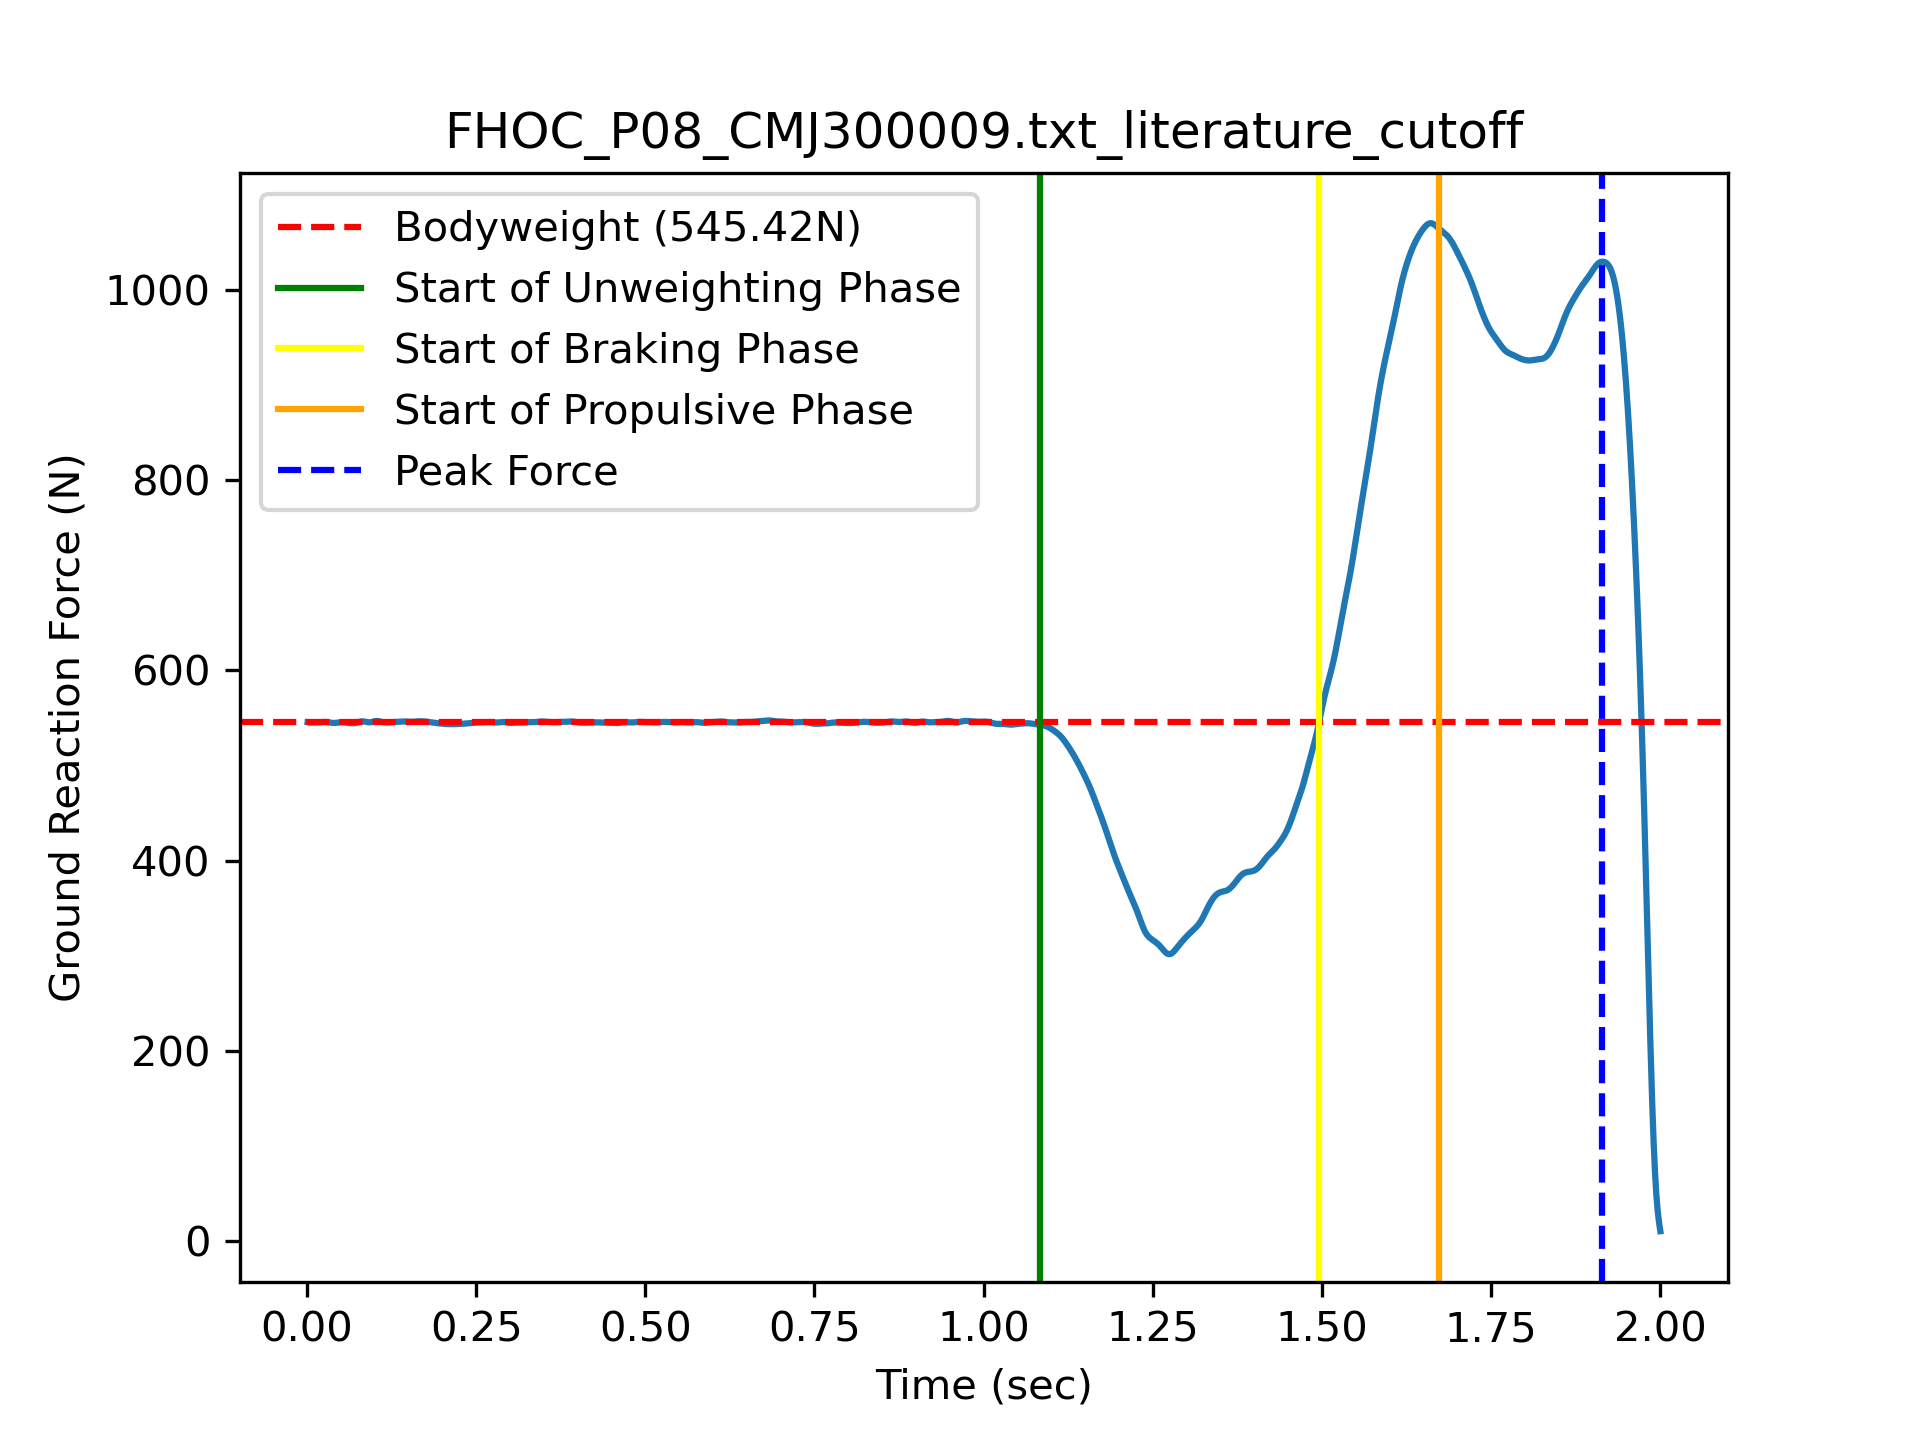 FHOC_P08_CMJ300009.txt_literature_cutoff
Bodyweight (545.42N)
Start of Unweighting Phase
Start of Braking Phase
Start of Propulsive Phase
Peak Force
Ground Reaction Force (N)
1000
800
600
400
200
0
0.00 0.25 0.50 0.75 1.00 1.25 1.50 1.75 2.00
Time (sec)